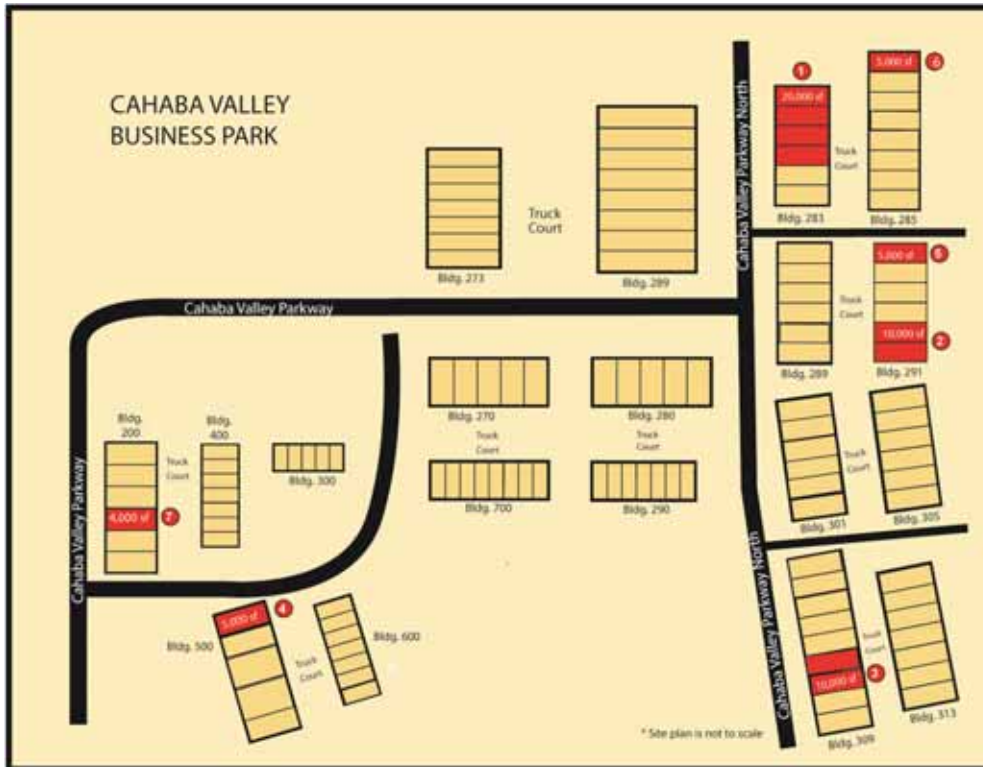 CAHABA VALLEY
BUSINESS PARK
Cahaba Valley Parkway North
1
20,000 sf
Truck
Court
Bldg. 283
5,000 sf
6
Bldg. 285
Bldg. 273
Truck
Court
Bldg. 289
Cahaba Valley Parkway
Bldg. 289
Truck
Court
5,000 sf
10,000 sf
2
Bldg. 291
Bldg. 270
Truck
Court
Bldg. 700
Bldg. 280
Truck
Court
Bldg. 290
Bldg.
200
Truck
Court
4,000 sf
7
Bldg.
400
Bldg. 300
Cahaba Valley Parkway
Bldg. 301
Truck
Court
Bldg. 305
Bldg. 500
5,000 sf
4
Truck
Court
Bldg. 600
Cahaba Valley Parkway North
10,000 sf
3
Truck
Court
Bldg. 309
Bldg. 313
* Site plan is not to scale